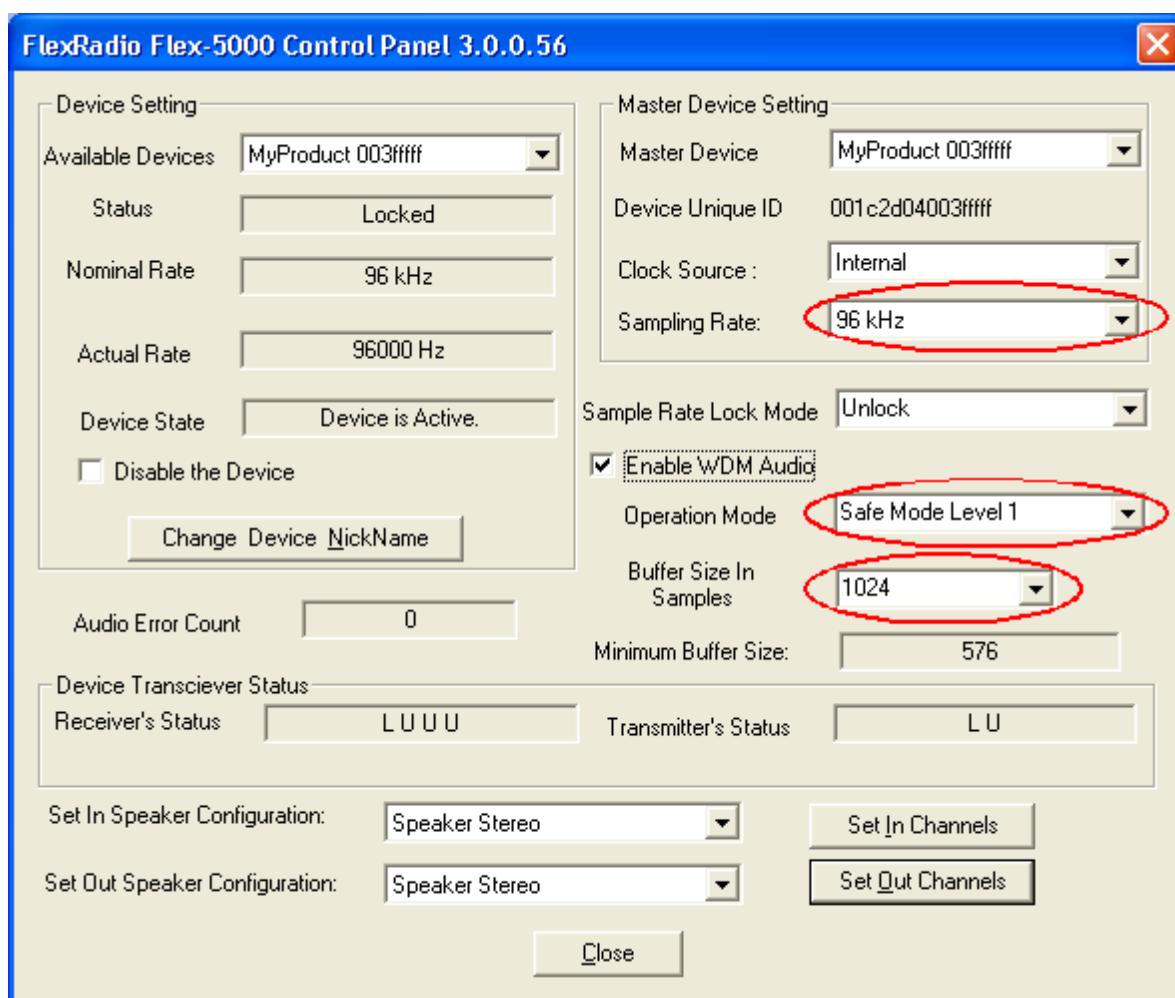 FlexRadio Flex-5000 Control Panel 3.0.0.56
Device Setting
Available Devices MyProduct 003fffff
Status Locked
Nominal Rate 96 kHz
Actual Rate 96000 Hz
Device State Device is Active.
Disable the Device
Change Device NickName
Audio Error Count 0
Master Device Setting
Master Device MyProduct 003fffff
Device Unique ID 001c2d04003fffff
Clock Source : Internal
Sampling Rate: 96 kHz
Sample Rate Lock Mode Unlock
Enable WDM Audio
Operation Mode Safe Mode Level 1
Buffer Size In
Samples 1024
Minimum Buffer Size: 576
Device Transciever Status
Receiver's Status L U U U Transmitter's Status L U
Set In Speaker Configuration: Speaker Stereo Set In Channels
Set Out Speaker Configuration: Speaker Stereo Set Out Channels
Close